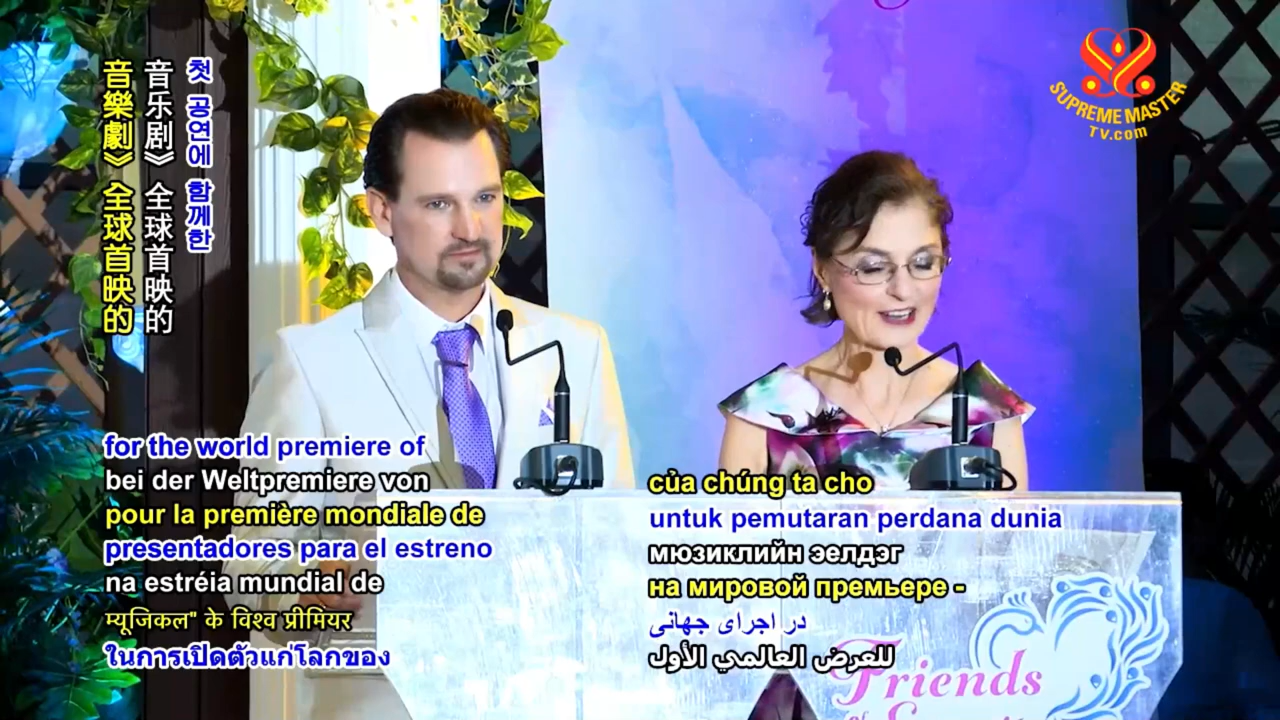 SUPREME MASTER
TV.com
첫 공연에 함께한
音乐剧》全球首映的
音樂劇》全球首映的
for the world premiere of
bei der Weltpremiere von
pour la première mondiale de
presentadores para el estreno
na estréia mundial de
म्यूजिकल" के विश्व प्रीमियर
ในการเปิดตัวแก่โลกของ
của chúng ta cho
untuk pemutaran perdana dunia
мюзиклийн эелдэг
на мировой премьере -
در اجرای جهانی
للعرض العالمي الأول
Friends
of